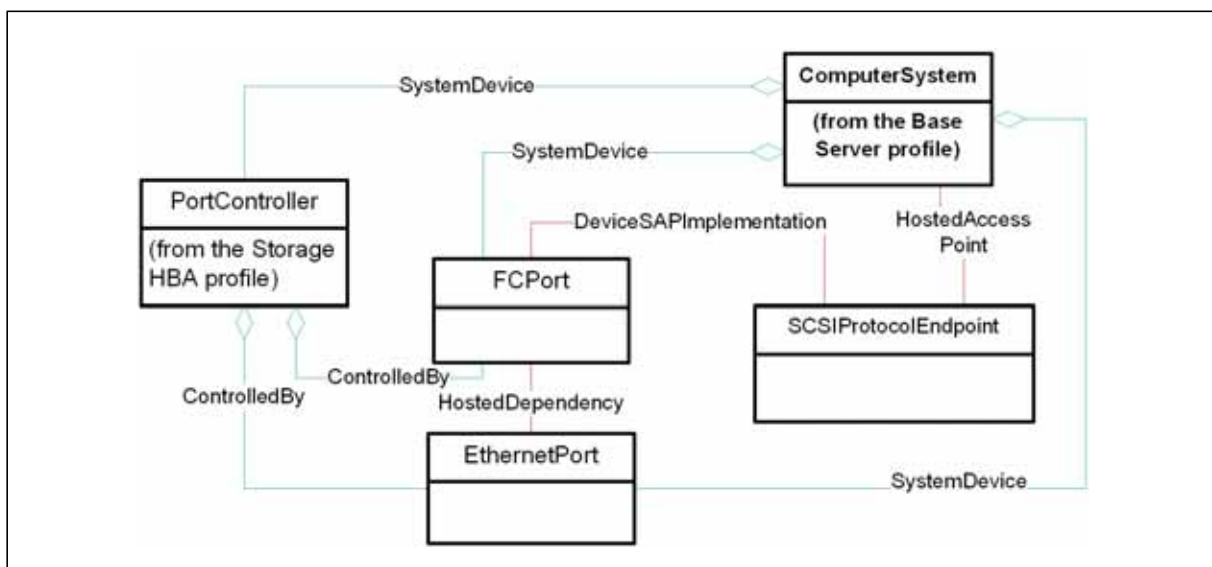 ComputerSystem
(from the Base
Server profile)
SystemDevice
SystemDevice
PortController
(from the Storage
HBA profile)
DeviceSAPImplementation
HostedAccess
Point
FCPort
SCSIProtocolEndpoint
ControlledBy
ControlledBy
HostedDependency
EthernetPort
SystemDevice